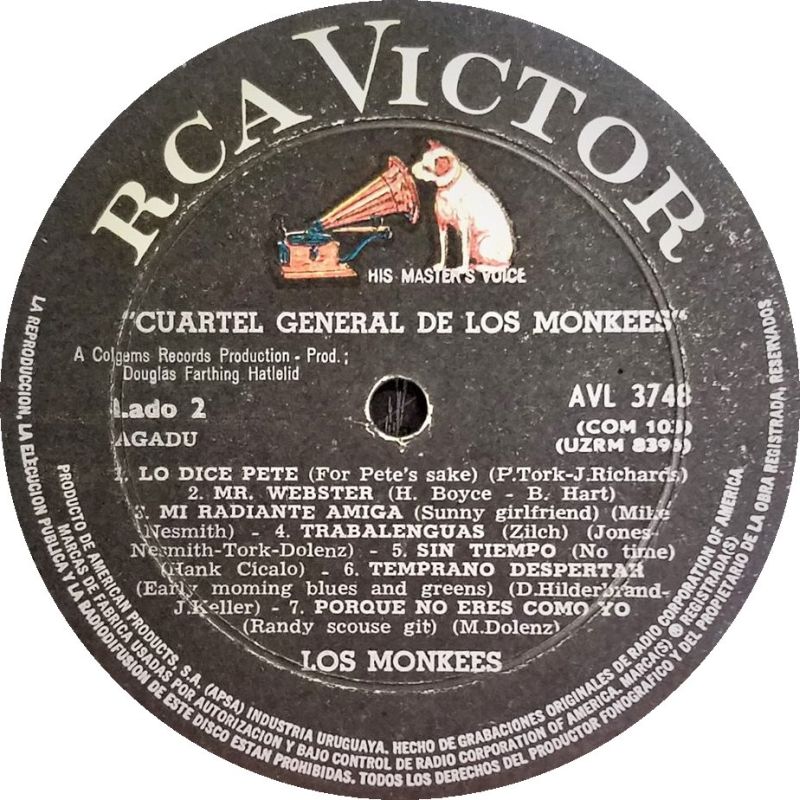 RCA VICTOR
HIS MASTER'S VOICE
"CUARTEL GENERAL DE LOS MONKEES"
A Colgems Records Production - Prod.;
Douglas Farthing Hatlelid
Lado 2
AGADU
AVL 3748
(COM 103)
(UZRM 8395)
1. LO DICE PETE (For Pete's sake) (P.Tork-J.Richards)
2. MR. WEBSTER (H. Boyce - B. Hart)
3. MI RADIANTE AMIGA (Sunny girlfriend) (Mike
Nesmith) - 4. TRABALENGUAS (Zilch) (Jones-
Nesmith-Tork-Dolenz) - 5. SIN TIEMPO (No time)
(Hank Cicalo) - 6. TEMPRANO DESPERTAR
(Early moming blues and greens) (D.Hilderbrand-
J.Keller) - 7. PORQUE NO ERES COMO YO
(Randy scouse git) (M.Dolenz)
LOS MONKEES
LA REPRODUCCION, LA EJECUCION PUBLICA Y LA RADIODIFUSION DE ESTE DISCO ESTAN PROHIBIDAS. TODOS LOS DERECHOS DEL PRODUCTOR FONOGRAFICO Y DEL PROPIETARIO DE LA OBRA REGISTRADA, RESERVADOS
PRODUCTO DE AMERICAN PRODUCTS, S.A. (APSA) INDUSTRIA URUGUAYA. HECHO DE GRABACIONES ORIGINALES DE RADIO CORPORATION OF AMERICA.
MARCAS DE FABRICA USADAS POR AUTORIZACION Y BAJO CONTROL DE RADIO CORPORATION OF AMERICA. MARCA(S) ® REGISTRADA(S)